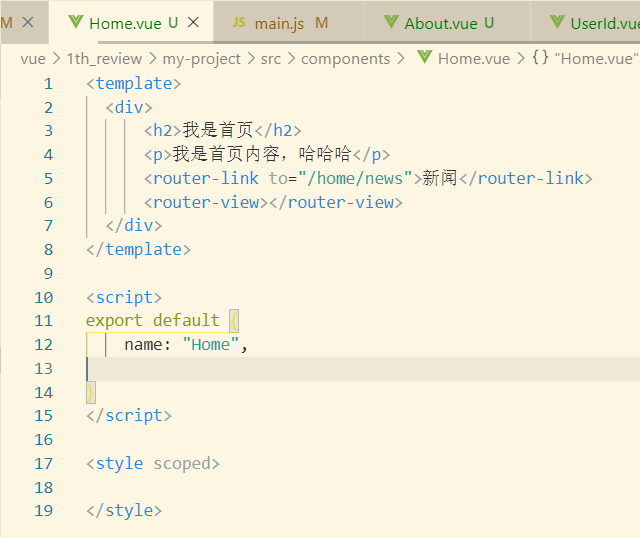 M Home.vue U JS main.js M About.vue U UserId.vue
vue > 1th_review > my-project > src > components > Home.vue > {} "Home.vue"
1 <template>
2 <div>
3 <h2>我是首页</h2>
4 <p>我是首页内容，哈哈哈</p>
5 <router-link to="/home/news">新闻</router-link>
6 <router-view></router-view>
7 </div>
8 </template>
9
10 <script>
11 export default {
12 name: "Home",
13
14 }
15 </script>
16
17 <style scoped>
18
19 </style>